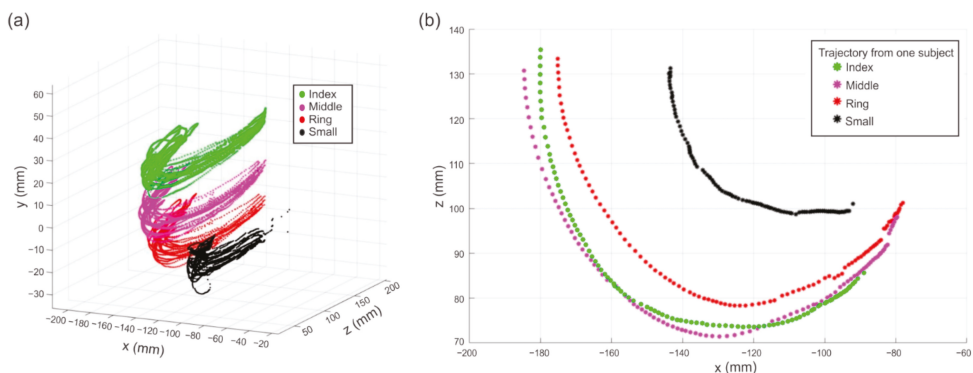 (a)
60
50
40
30
20
10
0
−10
−20
−30
y (mm)
−200
−180
−160
−140
−120
−100
−80
−60
−40
−20
x (mm)
50
100
150
200
z (mm)
Index
Middle
Ring
Small
(b)
140
130
120
110
100
90
80
70
z (mm)
−200
−180
−160
−140
−120
−100
−80
−60
x (mm)
Trajectory from one subject
Index
Middle
Ring
Small